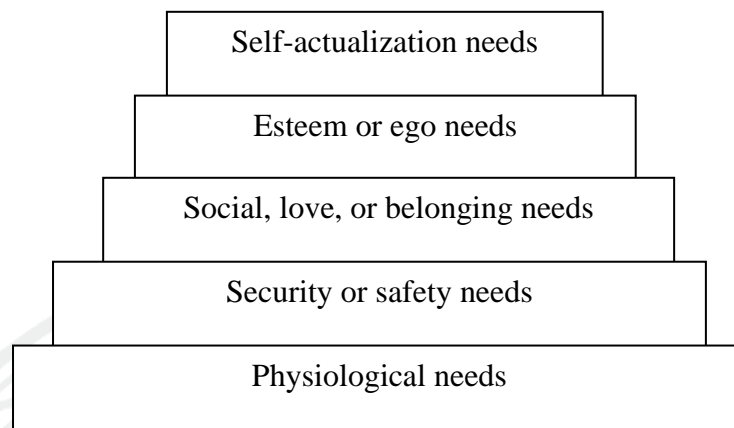 Self-actualization needs
Esteem or ego needs
Social, love, or belonging needs
Security or safety needs
Physiological needs